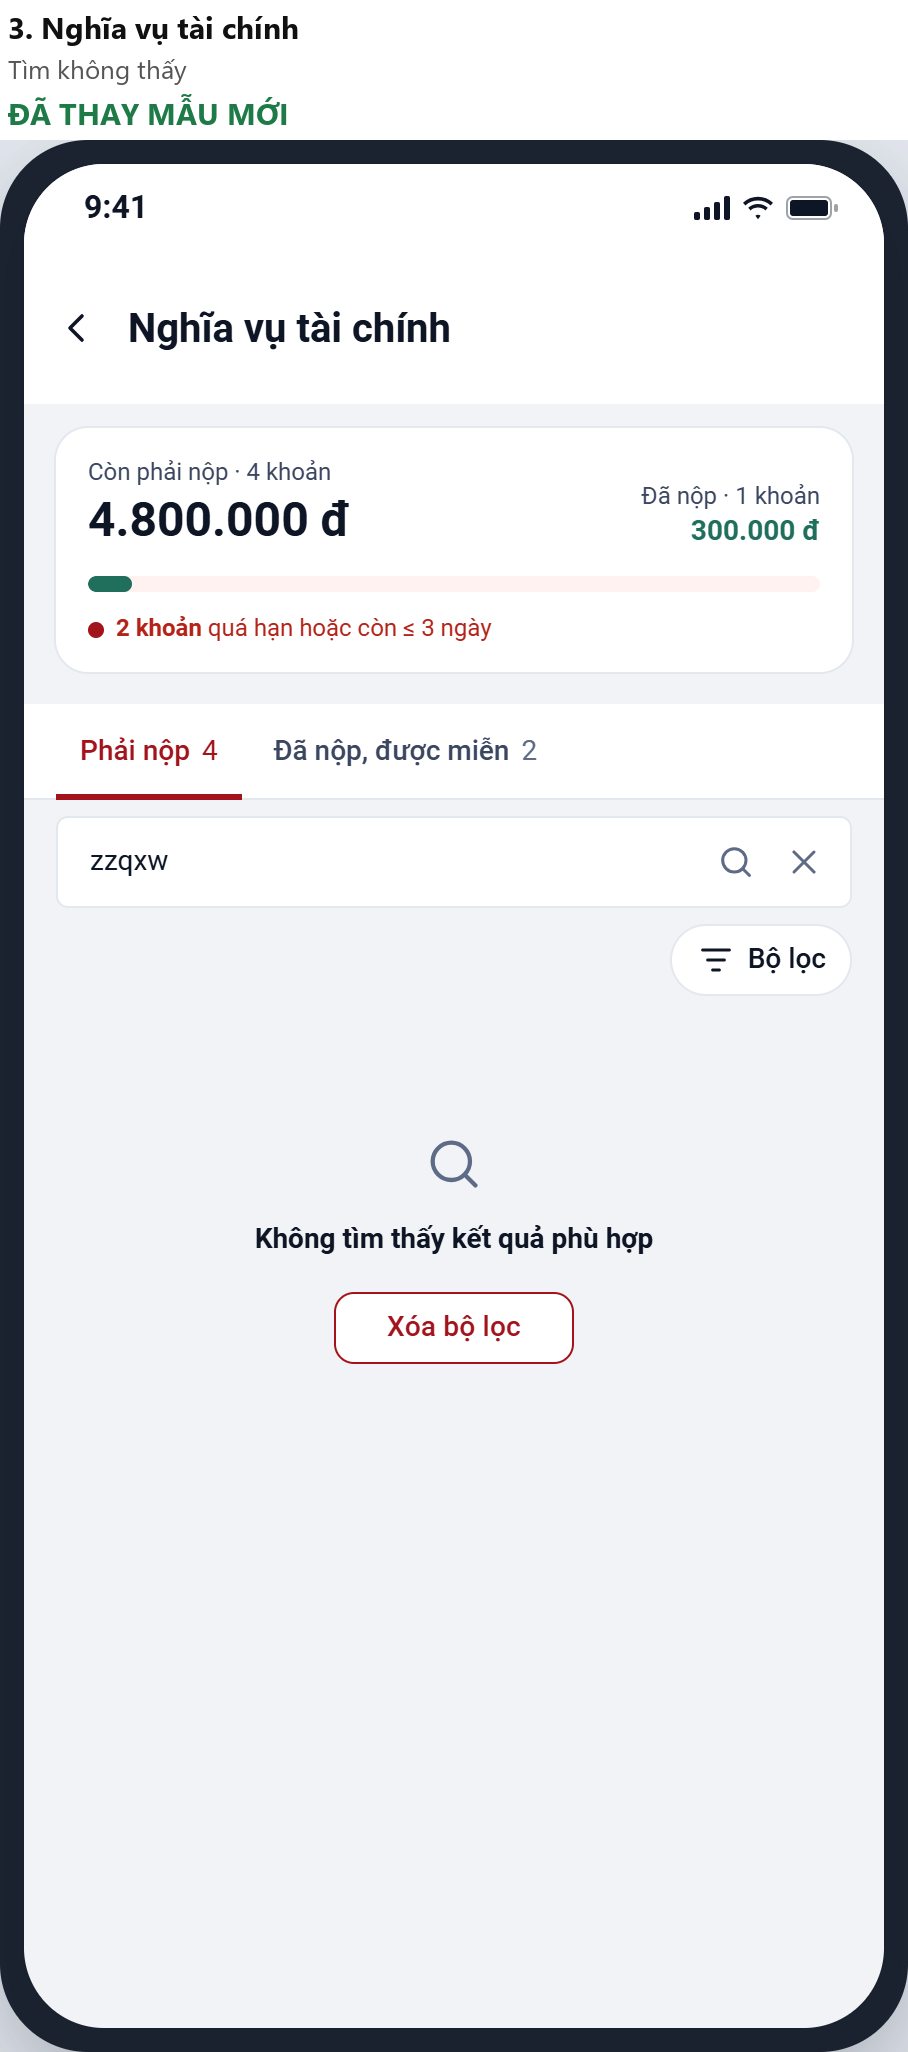 3. Nghĩa vụ tài chính
Tìm không thấy
ĐÃ THAY MẪU MỚI
9:41
Nghĩa vụ tài chính
Còn phải nộp · 4 khoản
4.800.000 đ
Đã nộp · 1 khoản
300.000 đ
2 khoản quá hạn hoặc còn ≤ 3 ngày
Phải nộp 4
Đã nộp, được miễn 2
zzqxw
Bộ lọc
Không tìm thấy kết quả phù hợp
Xóa bộ lọc